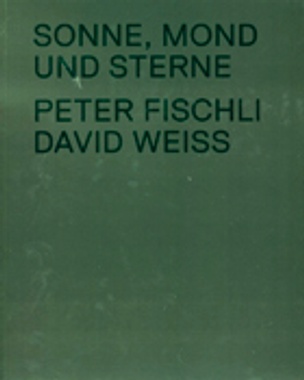 SONNE, MOND
UND STERNE
PETER FISCHLI
DAVID WEISS